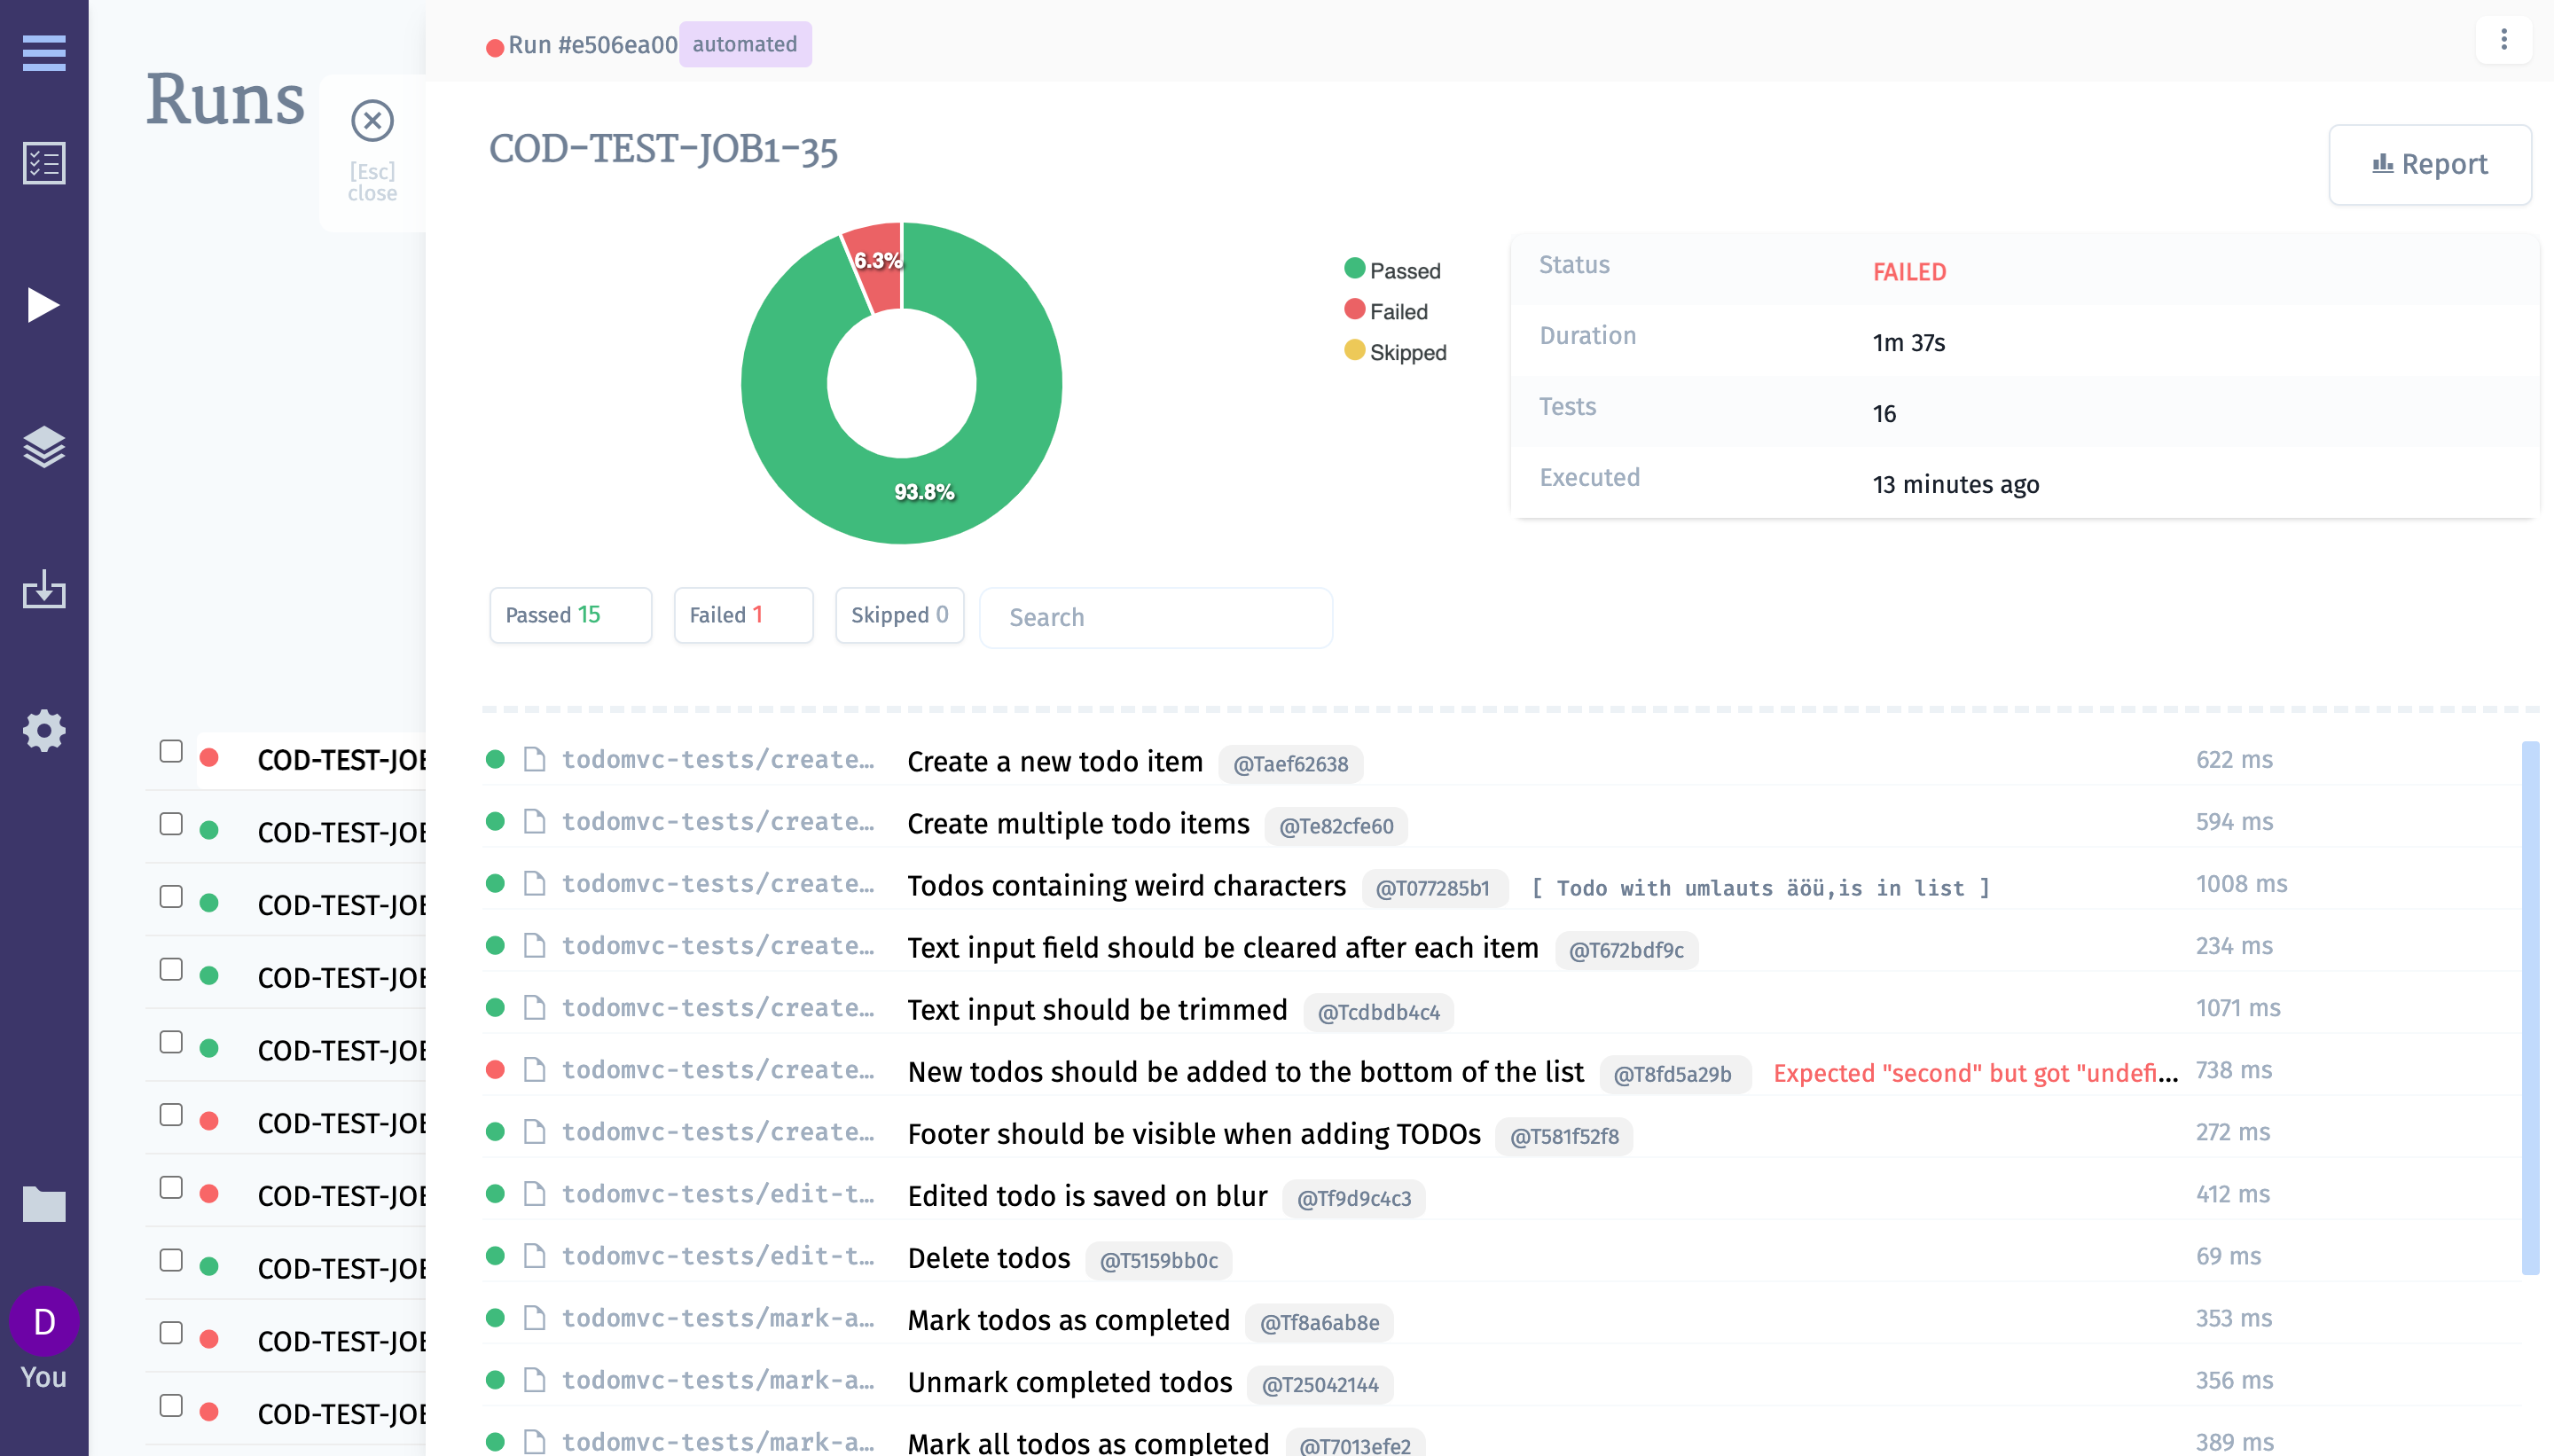 Runs
[Esc]
close
Run #e506ea00 automated
COD-TEST-JOB1-35
Report
6.3%
93.8%
Passed
Failed
Skipped
Status FAILED
Duration 1m 37s
Tests 16
Executed 13 minutes ago
Passed 15 Failed 1 Skipped 0 Search
COD-TEST-JOB
COD-TEST-JOB
COD-TEST-JOB
COD-TEST-JOB
COD-TEST-JOB
COD-TEST-JOB
COD-TEST-JOB
COD-TEST-JOB
COD-TEST-JOB
COD-TEST-JOB
todomvc-tests/create… Create a new todo item @Taef62638 622 ms
todomvc-tests/create… Create multiple todo items @Te82cfe60 594 ms
todomvc-tests/create… Todos containing weird characters @T077285b1 [ Todo with umlauts äöü,is in list ] 1008 ms
todomvc-tests/create… Text input field should be cleared after each item @T672bdf9c 234 ms
todomvc-tests/create… Text input should be trimmed @Tcdbdb4c4 1071 ms
todomvc-tests/create… New todos should be added to the bottom of the list @T8fd5a29b Expected "second" but got "undefi... 738 ms
todomvc-tests/create… Footer should be visible when adding TODOs @T581f52f8 272 ms
todomvc-tests/edit-t… Edited todo is saved on blur @Tf9d9c4c3 412 ms
todomvc-tests/edit-t… Delete todos @T5159bb0c 69 ms
todomvc-tests/mark-a… Mark todos as completed @Tf8a6ab8e 353 ms
todomvc-tests/mark-a… Unmark completed todos @T25042144 356 ms
todomvc-tests/mark-a… Mark all todos as completed @T7013efe2 389 ms
D
You